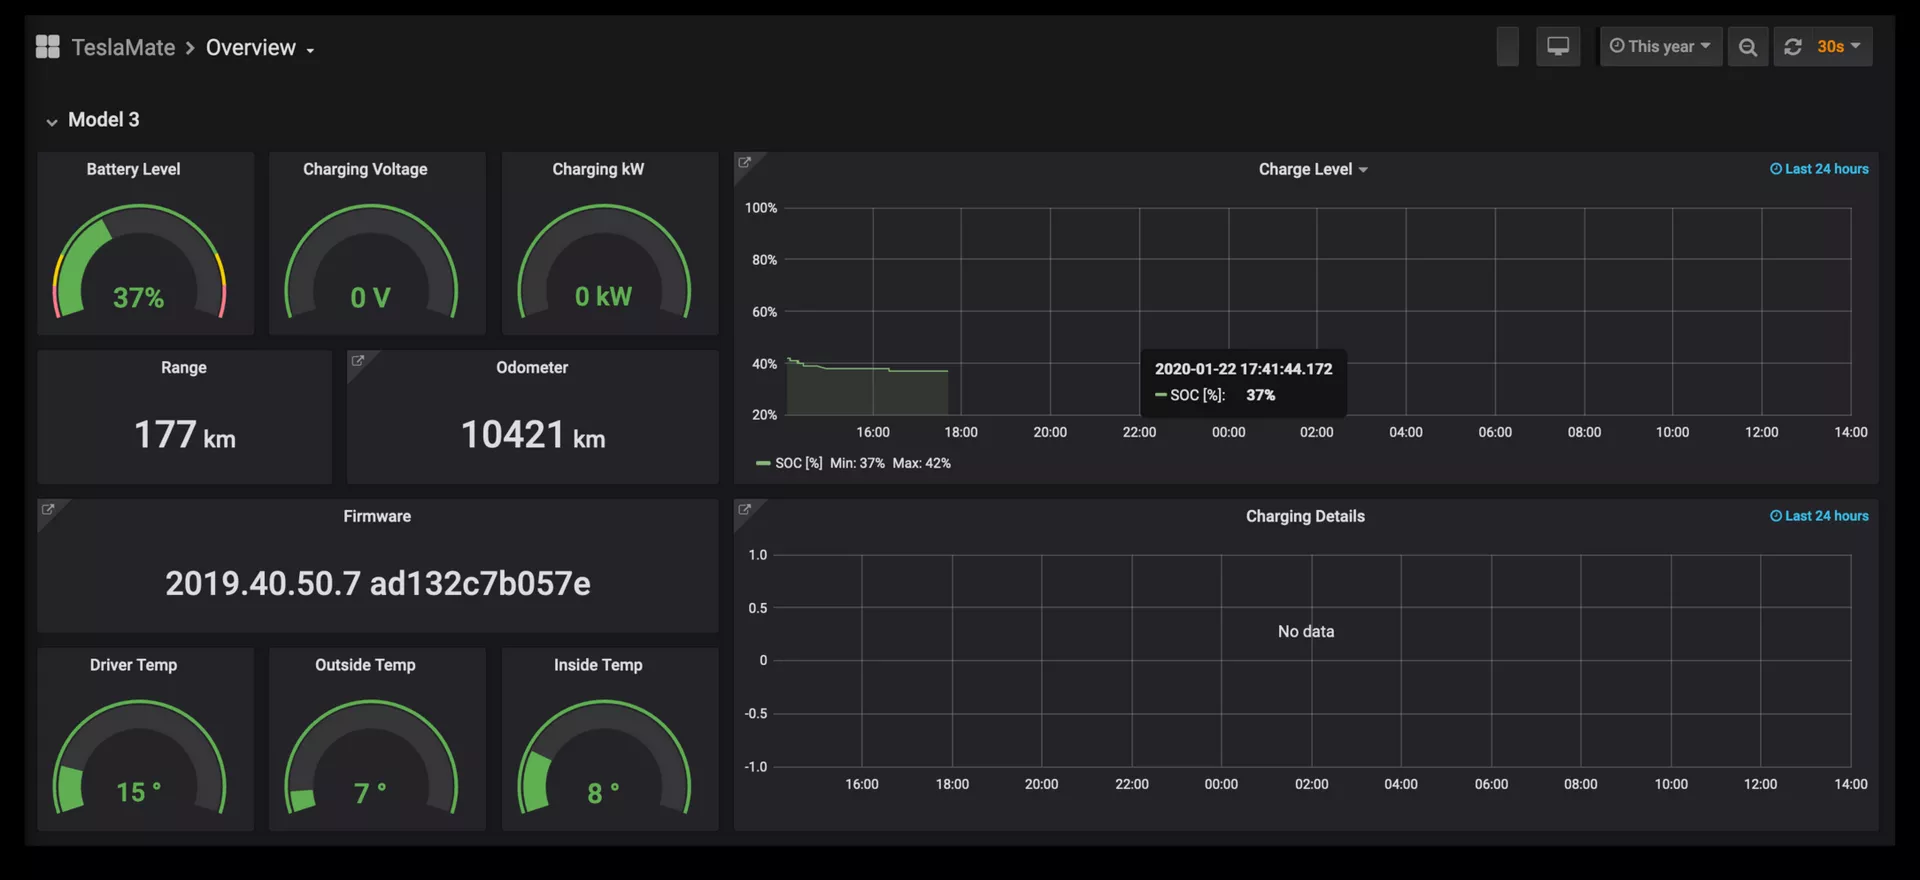 TeslaMate > Overview
This year
30s
Model 3
Battery Level
37%
Charging Voltage
0 V
Charging kW
0 kW
Range
177 km
Odometer
10421 km
Firmware
2019.40.50.7 ad132c7b057e
Driver Temp
15 °
Outside Temp
7 °
Inside Temp
8 °
Charge Level
Last 24 hours
100%
80%
60%
40%
20%
2020-01-22 17:41:44.172
SOC [%]: 37%
16:00 18:00 20:00 22:00 00:00 02:00 04:00 06:00 08:00 10:00 12:00 14:00
SOC [%] Min: 37% Max: 42%
Charging Details
Last 24 hours
1.0
0.5
No data
0
-0.5
-1.0
16:00 18:00 20:00 22:00 00:00 02:00 04:00 06:00 08:00 10:00 12:00 14:00